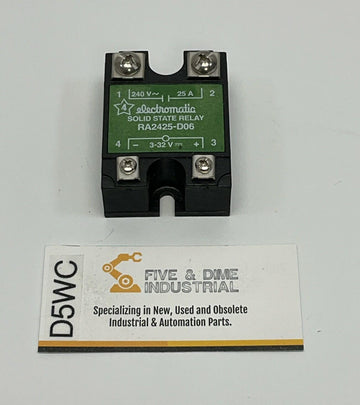 1 240 V~ 25 A 2
4 electromatic
SOLID STATE RELAY
RA2425-D06
4 - 3-32 V⎓ + 3
D5WC
FIVE & DIME
INDUSTRIAL
Specializing in New, Used and Obsolete
Industrial & Automation Parts.